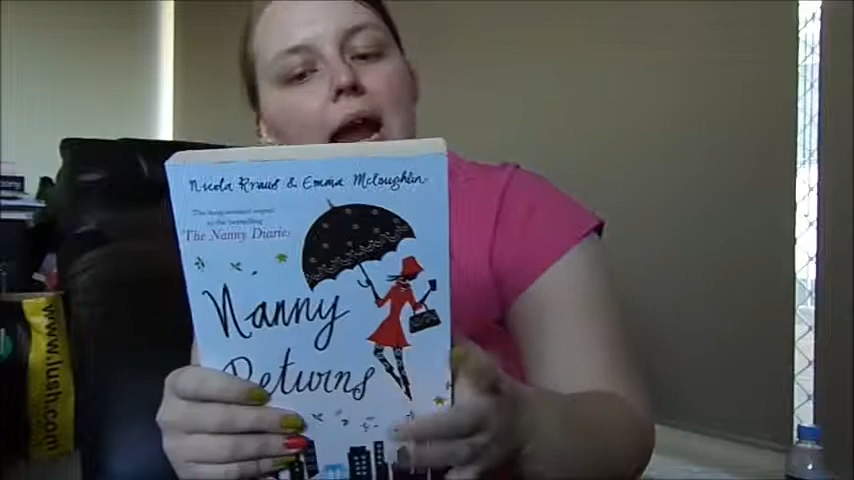 Nicola Kraus & Emma McLaughlin
The long-awaited sequel
to the bestselling
The Nanny Diaries
Nanny
Returns
www.lush.com